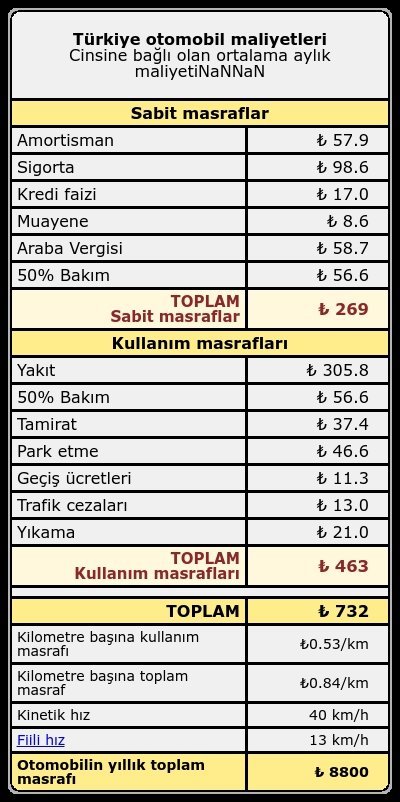 Türkiye otomobil maliyetleri
Cinsine bağlı olan ortalama aylık
maliyetiNaNNaN
Sabit masraflar
Amortisman ₺ 57.9
Sigorta ₺ 98.6
Kredi faizi ₺ 17.0
Muayene ₺ 8.6
Araba Vergisi ₺ 58.7
50% Bakım ₺ 56.6
TOPLAM
Sabit masraflar ₺ 269
Kullanım masrafları
Yakıt ₺ 305.8
50% Bakım ₺ 56.6
Tamirat ₺ 37.4
Park etme ₺ 46.6
Geçiş ücretleri ₺ 11.3
Trafik cezaları ₺ 13.0
Yıkama ₺ 21.0
TOPLAM
Kullanım masrafları ₺ 463
TOPLAM ₺ 732
Kilometre başına kullanım
masrafı ₺0.53/km
Kilometre başına toplam
masraf ₺0.84/km
Kinetik hız 40 km/h
Fiili hız 13 km/h
Otomobilin yıllık toplam
masrafı ₺ 8800